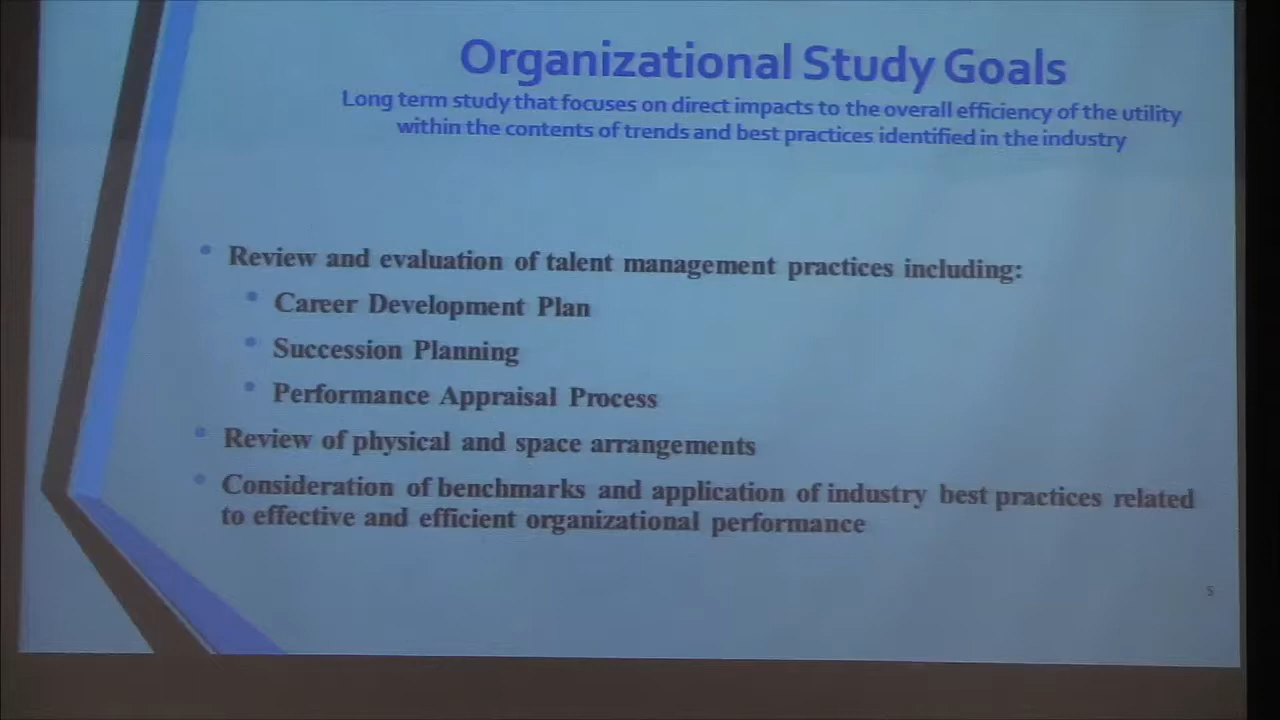 Organizational Study Goals
Long term study that focuses on direct impacts to the overall efficiency of the utility
within the contents of trends and best practices identified in the industry
• Review and evaluation of talent management practices including:
• Career Development Plan
• Succession Planning
• Performance Appraisal Process
• Review of physical and space arrangements
• Consideration of benchmarks and application of industry best practices related
to effective and efficient organizational performance
5